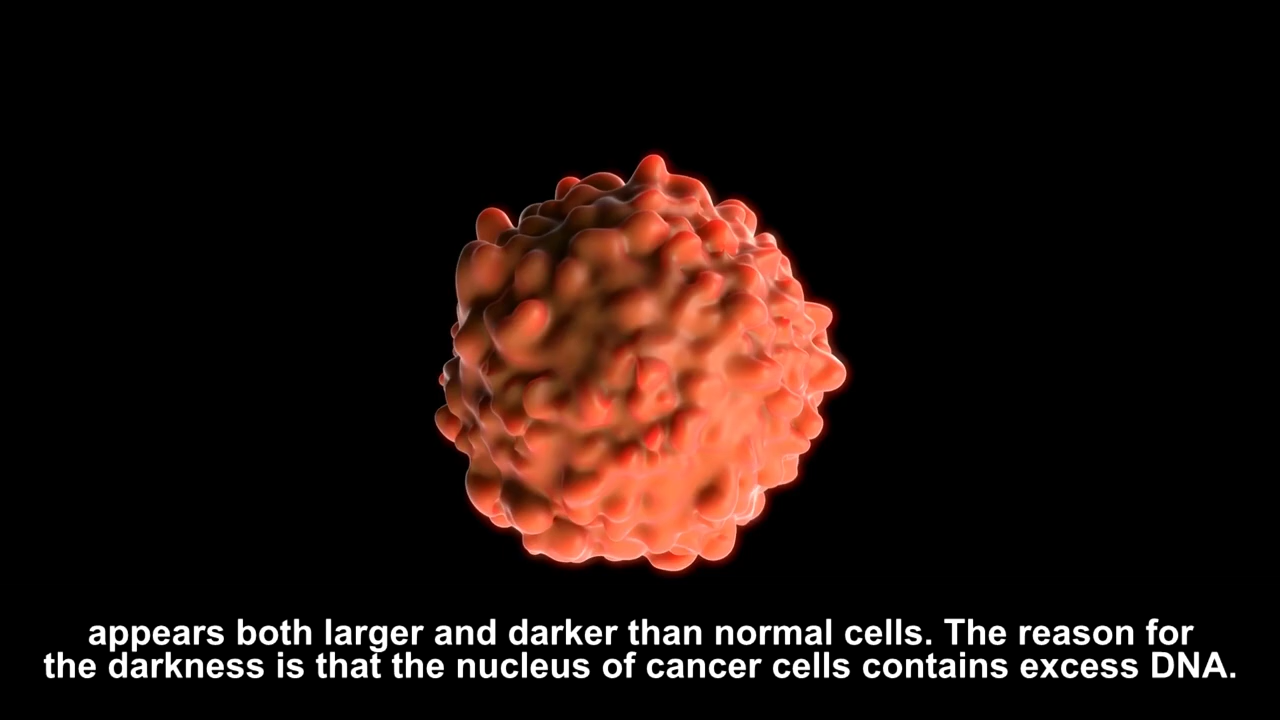 appears both larger and darker than normal cells. The reason for
the darkness is that the nucleus of cancer cells contains excess DNA.